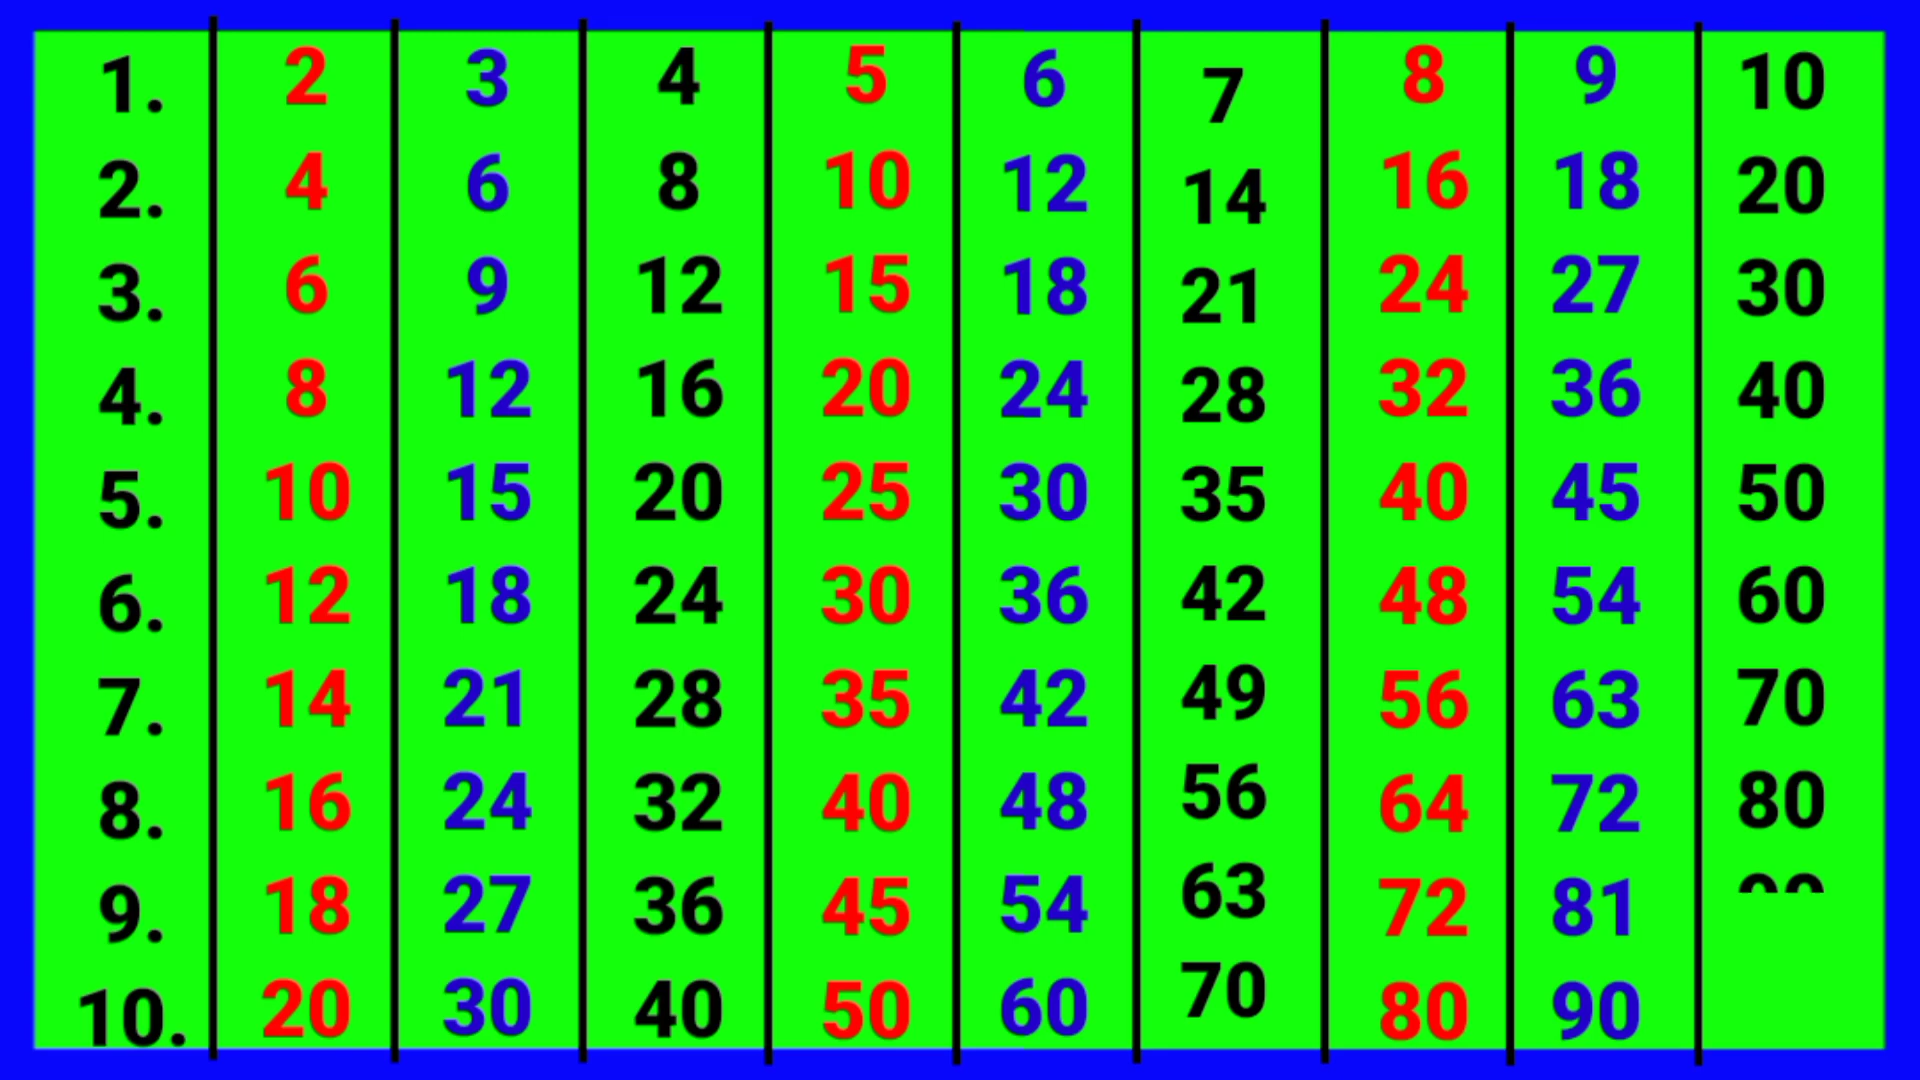 1. 2 3 4 5 6 7 8 9 10
2. 4 6 8 10 12 14 16 18 20
3. 6 9 12 15 18 21 24 27 30
4. 8 12 16 20 24 28 32 36 40
5. 10 15 20 25 30 35 40 45 50
6. 12 18 24 30 36 42 48 54 60
7. 14 21 28 35 42 49 56 63 70
8. 16 24 32 40 48 56 64 72 80
9. 18 27 36 45 54 63 72 81
10. 20 30 40 50 60 70 80 90